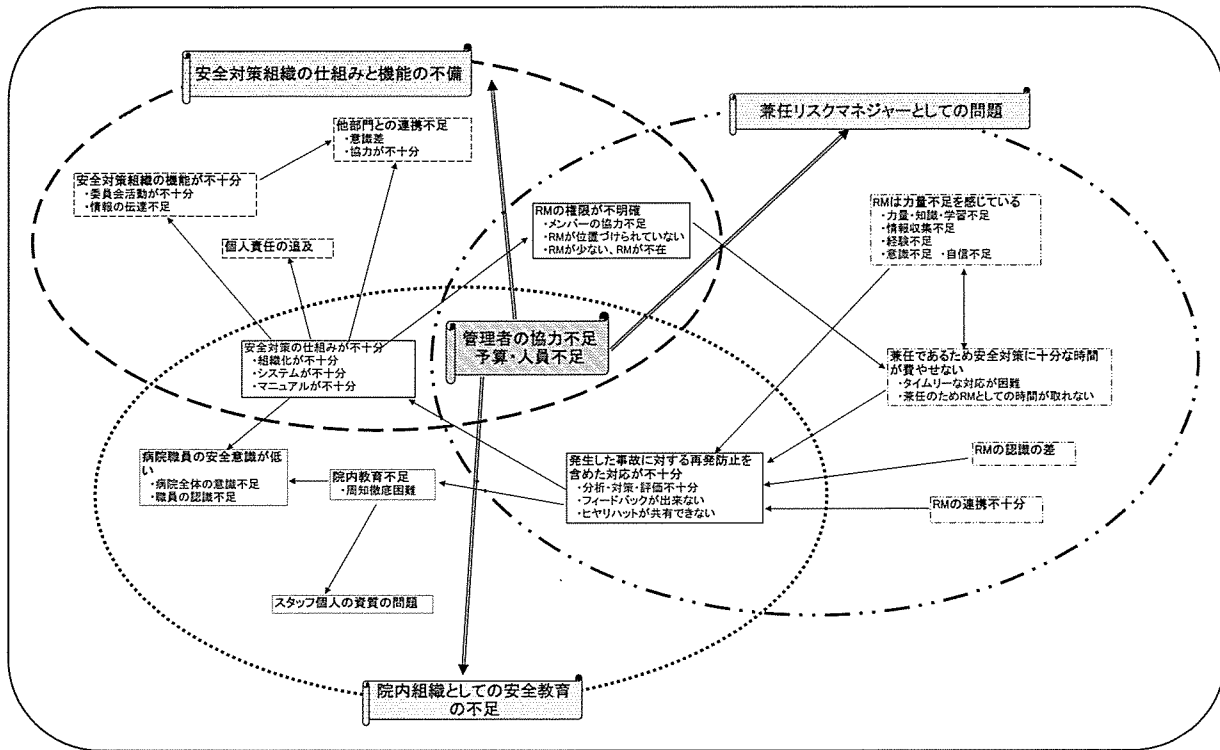 安全対策組織の仕組みと機能の不備
兼任リスクマネジャーとしての問題
他部門との連携不足
・意識差
・協力が不十分
安全対策組織の機能が不十分
・委員会活動が不十分
・情報の伝達不足
個人責任の追及
RMの権限が不明確
・メンバーの協力不足
・RMが位置づけられていない
・RMが少ない、RMが不在
RMは力量不足を感じている
・力量・知識・学習不足
・情報収集不足
・経験不足
・意識不足 ・自信不足
管理者の協力不足
予算・人員不足
安全対策の仕組みが不十分
・組織化が不十分
・システムが不十分
・マニュアルが不十分
兼任であるため安全対策に十分な時間
が費やせない
・タイムリーな対応が困難
・兼任のためRMとしての時間が取れない
病院職員の安全意識が低
い
・病院全体の意識不足
・職員の認識不足
院内教育不足
・周知徹底困難
発生した事故に対する再発防止を
含めた対応が不十分
・分析・対策・評価不十分
・フィードバックが出来ない
・ヒヤリハットが共有できない
RMの認識の差
RMの連携不十分
スタッフ個人の資質の問題
院内組織としての安全教育
の不足